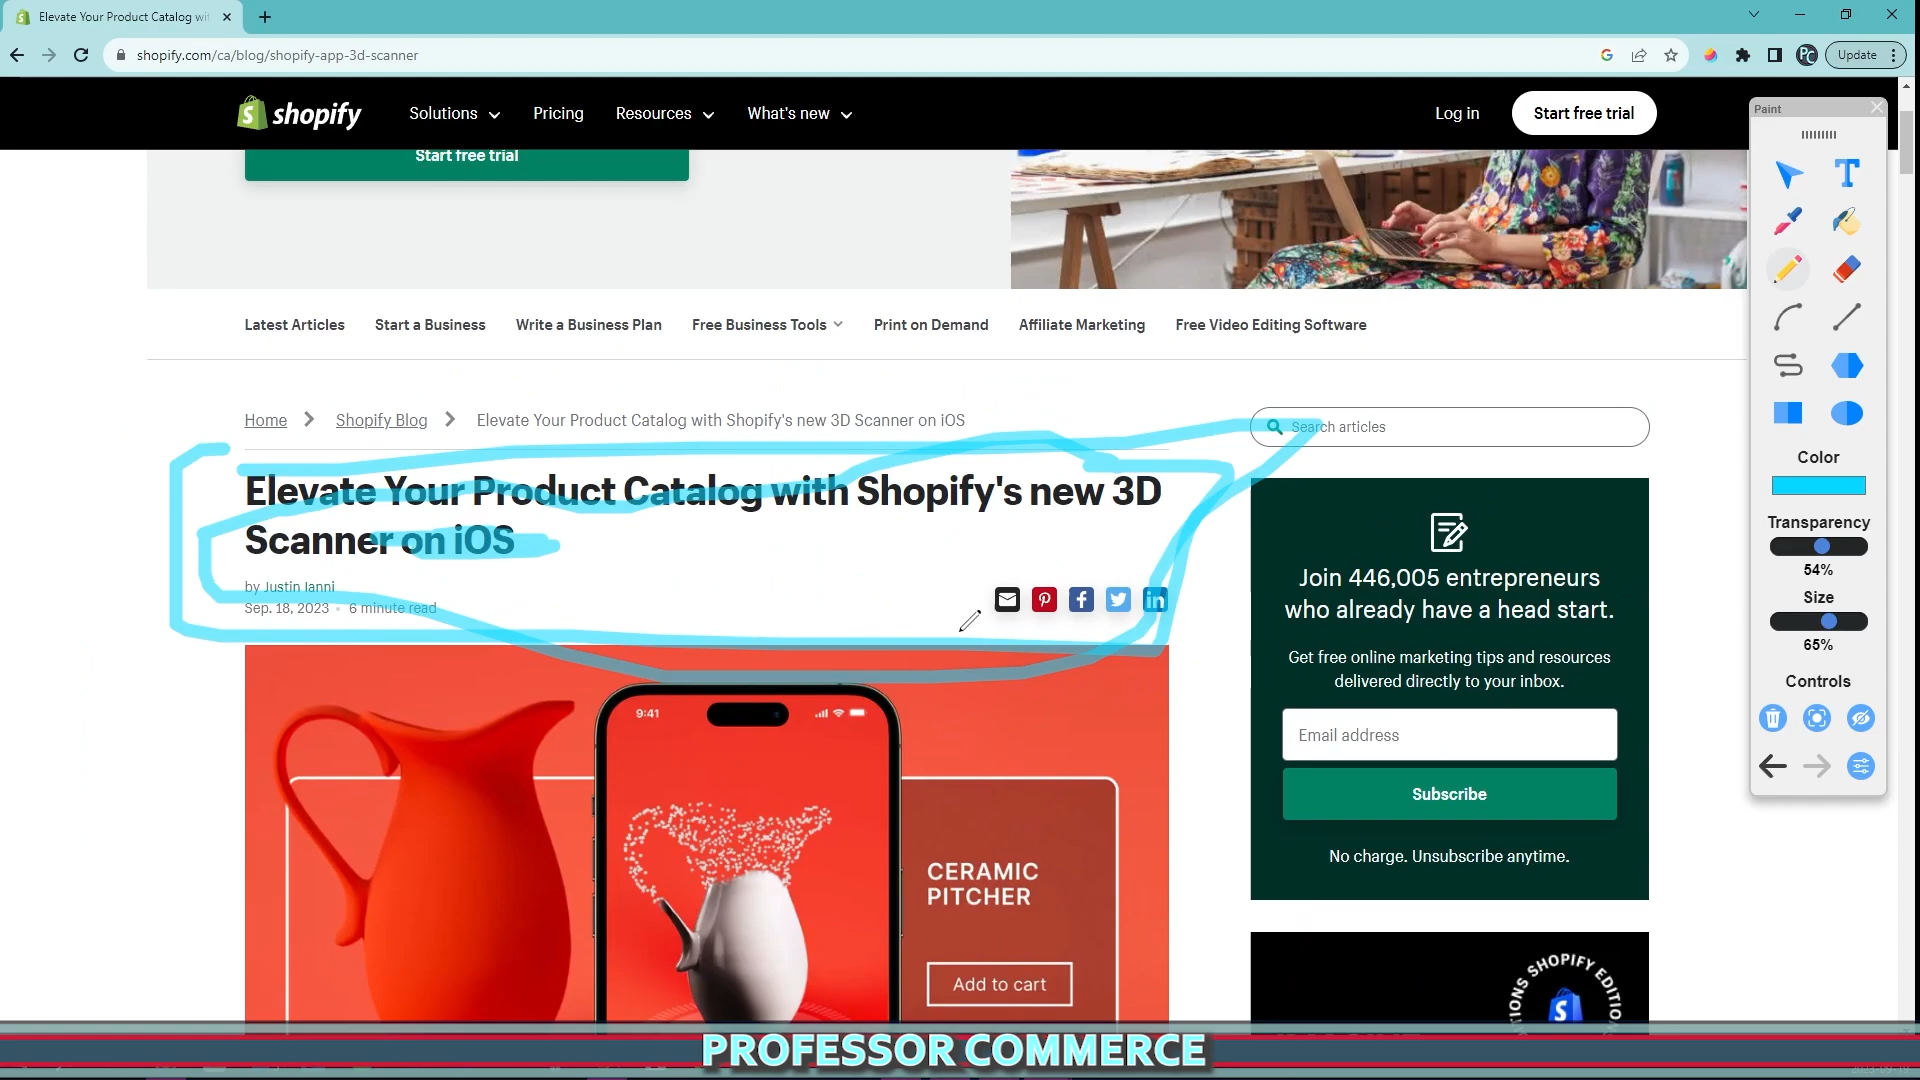 Elevate Your Product Catalog wit
shopify.com/ca/blog/shopify-app-3d-scanner
PC
Update
shopify
Solutions
Pricing
Resources
What's new
Log in
Start free trial
Start free trial
Paint
Latest Articles
Start a Business
Write a Business Plan
Free Business Tools
Print on Demand
Affiliate Marketing
Free Video Editing Software
Home
Shopify Blog
Elevate Your Product Catalog with Shopify's new 3D Scanner on iOS
Search articles
Elevate Your Product Catalog with Shopify's new 3D
Scanner on iOS
by Justin Ianni
Sep. 18, 2023 • 6 minute read
Join 446,005 entrepreneurs
who already have a head start.
Get free online marketing tips and resources
delivered directly to your inbox.
Email address
Subscribe
No charge. Unsubscribe anytime.
9:41
CERAMIC
PITCHER
Add to cart
SHOPIFY EDITIONS
Color
Transparency
54%
Size
65%
Controls
PROFESSOR COMMERCE
2023-09-19